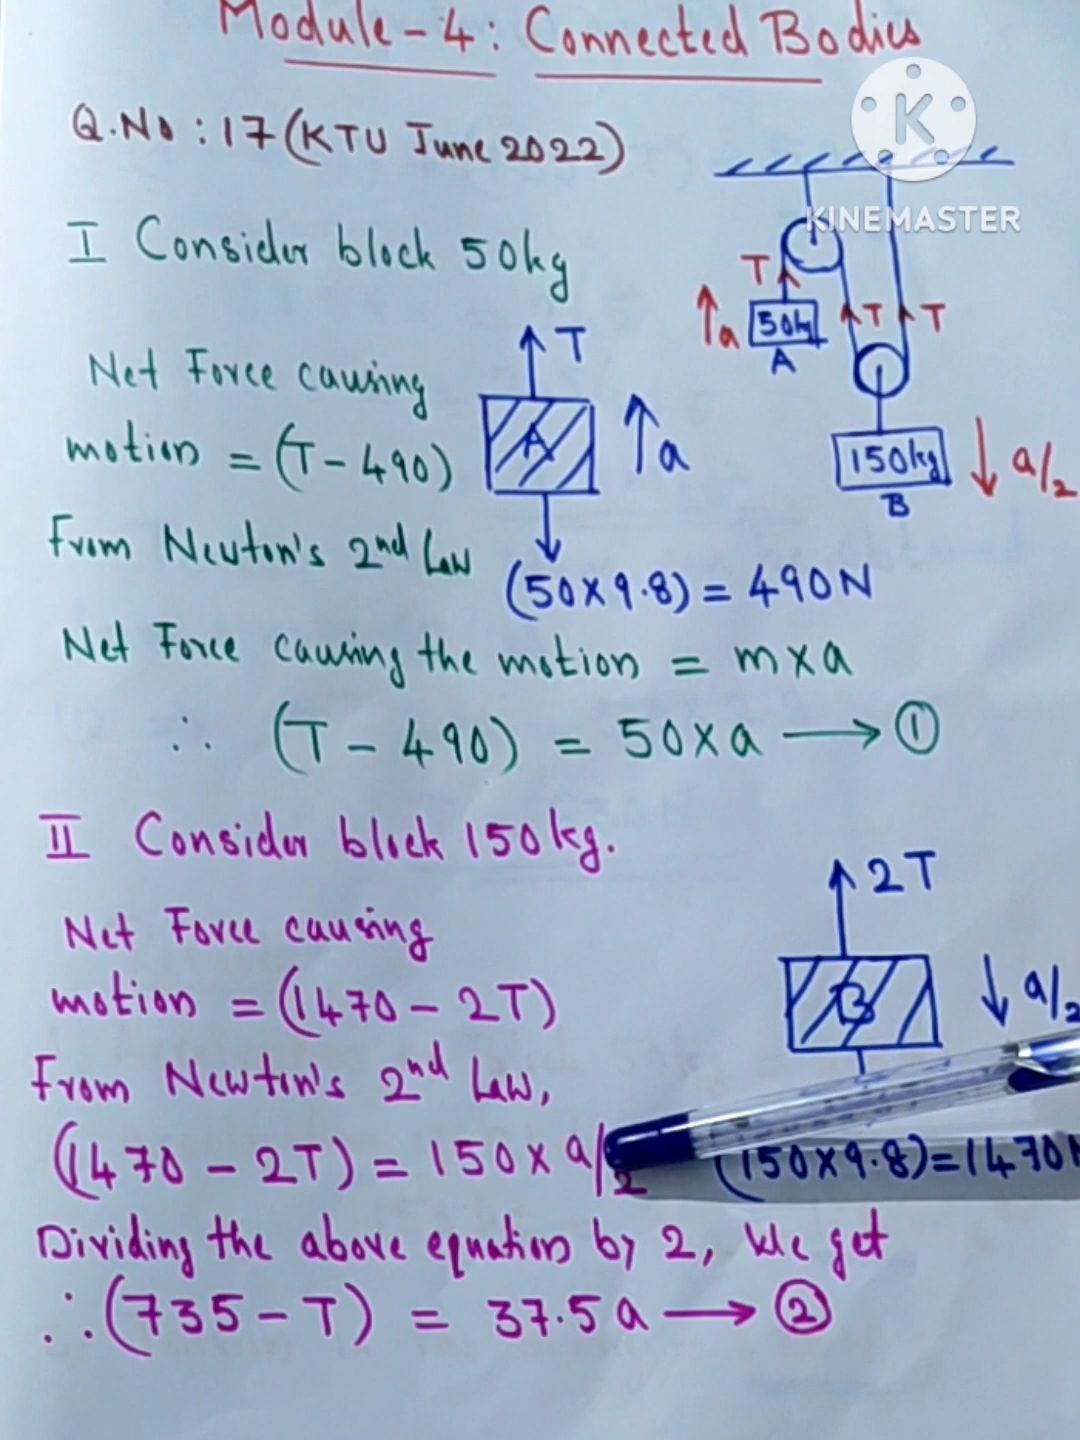 Module - 4 : Connected Bodies
Q.No : 17 (KTU June 2022)
K
KINEMASTER
I Consider block 50kg
T
a
50kg
A
T
T
150kg
B
a/2
Net Force causing
motion = (T - 490)
T
A
a
From Newton's 2nd Law
(50×9.8) = 490N
Net Force causing the motion = m×a
∴ (T - 490) = 50×a → ①
II Consider block 150kg.
2T
B
a/2
Net Force causing
motion = (1470 - 2T)
From Newton's 2nd Law,
(1470 - 2T) = 150 × a/2
(150×9.8)=1470N
Dividing the above equation by 2, we get
∴ (735 - T) = 37.5a → ②